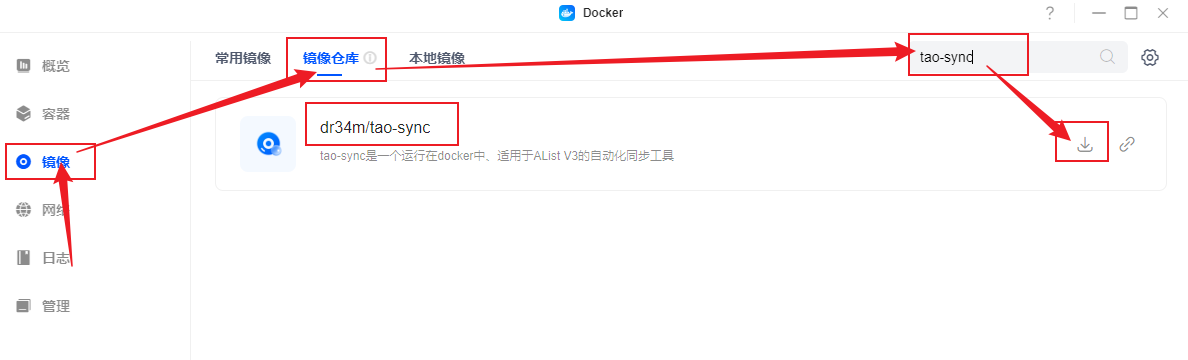 Docker
?
常用镜像
镜像仓库
本地镜像
tao-sync
概览
容器
镜像
网络
日志
管理
dr34m/tao-sync
tao-sync是一个运行在docker中、适用于AList V3的自动化同步工具